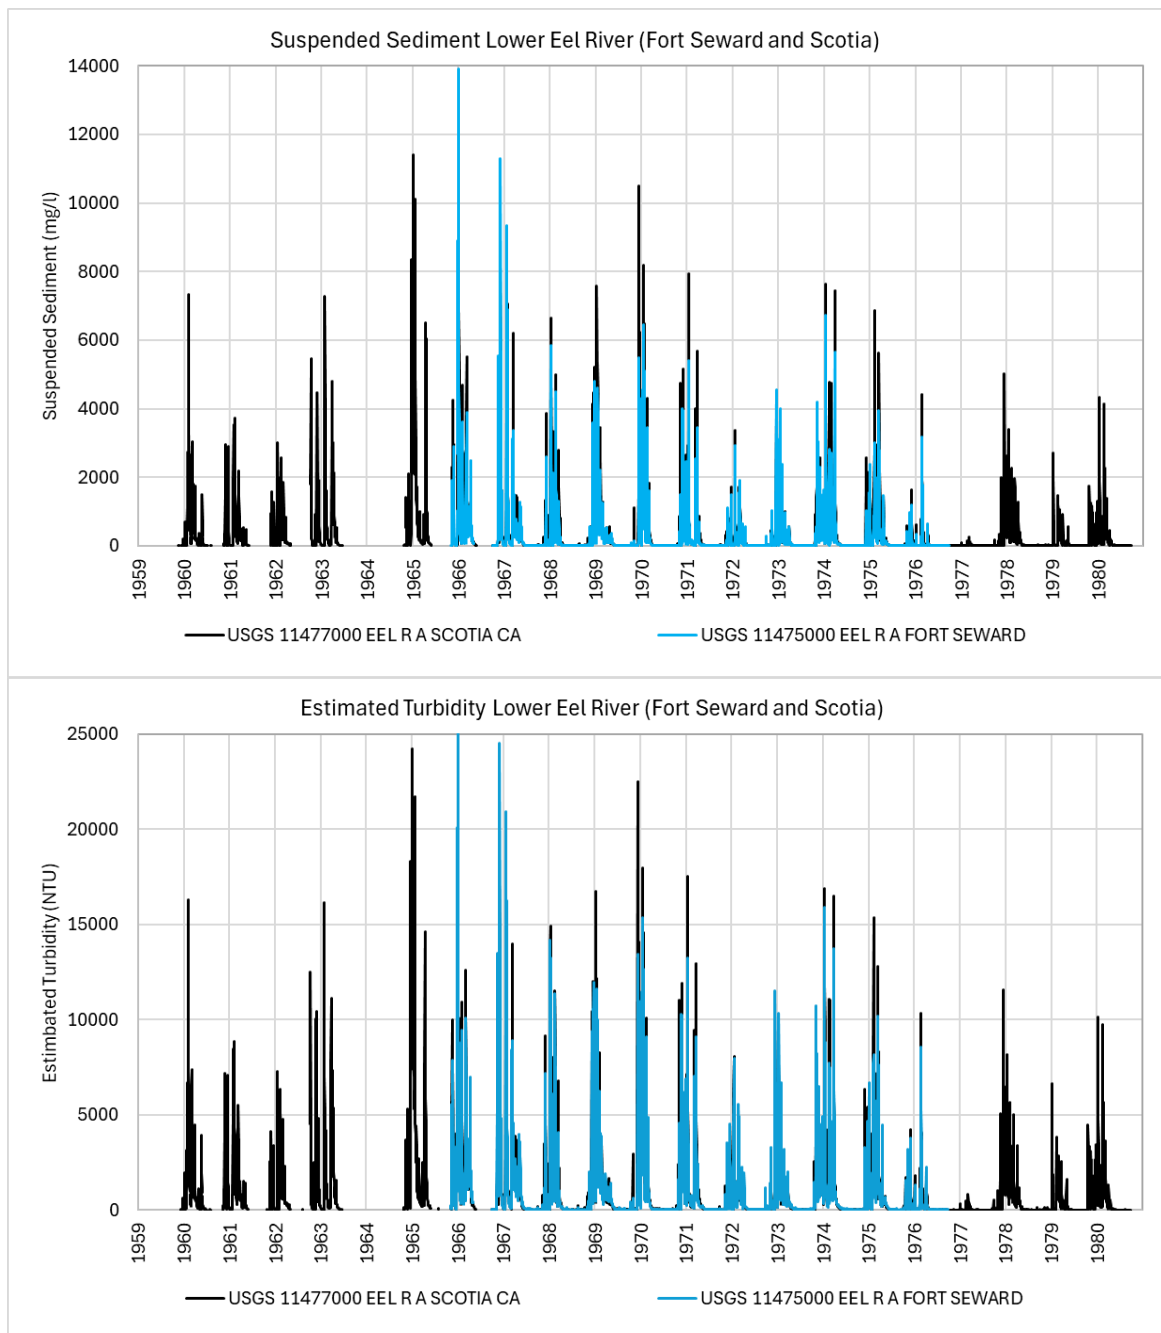 Suspended Sediment Lower Eel River (Fort Seward and Scotia)
Suspended Sediment (mg/l)
14000
12000
10000
8000
6000
4000
2000
0
1959 1960 1961 1962 1963 1964 1965 1966 1967 1968 1969 1970 1971 1972 1973 1974 1975 1976 1977 1978 1979 1980
USGS 11477000 EEL R A SCOTIA CA USGS 11475000 EEL R A FORT SEWARD
Estimated Turbidity Lower Eel River (Fort Seward and Scotia)
Estimbated Turbidity (NTU)
25000
20000
15000
10000
5000
0
1959 1960 1961 1962 1963 1964 1965 1966 1967 1968 1969 1970 1971 1972 1973 1974 1975 1976 1977 1978 1979 1980
USGS 11477000 EEL R A SCOTIA CA USGS 11475000 EEL R A FORT SEWARD